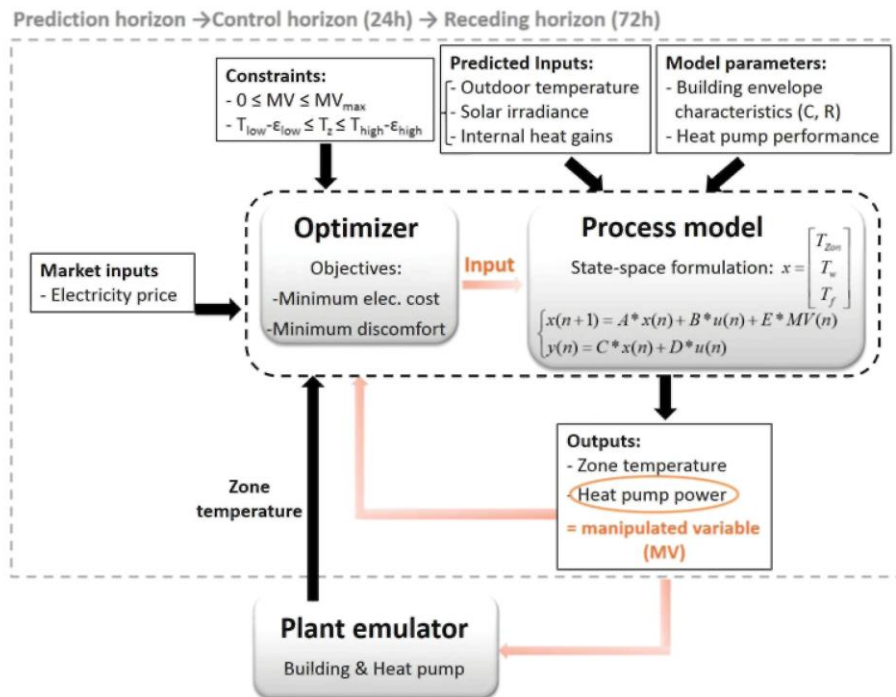 Prediction horizon →Control horizon (24h) → Receding horizon (72h)
Constraints:
- 0 ≤ MV ≤ MVmax
- Tlow-εlow ≤ Tz ≤ Thigh-εhigh
Predicted Inputs:
- Outdoor temperature
- Solar irradiance
- Internal heat gains
Model parameters:
- Building envelope
characteristics (C, R)
- Heat pump performance
Market inputs
- Electricity price
Optimizer
Objectives:
-Minimum elec. cost
-Minimum discomfort
Input
Process model
State-space formulation: x = [TZon Tw Tf]
x(n+1) = A* x(n) + B* u(n) + E* MV(n)
y(n) = C* x(n) + D* u(n)
Zone
temperature
Outputs:
- Zone temperature
- Heat pump power
= manipulated variable
(MV)
Plant emulator
Building & Heat pump